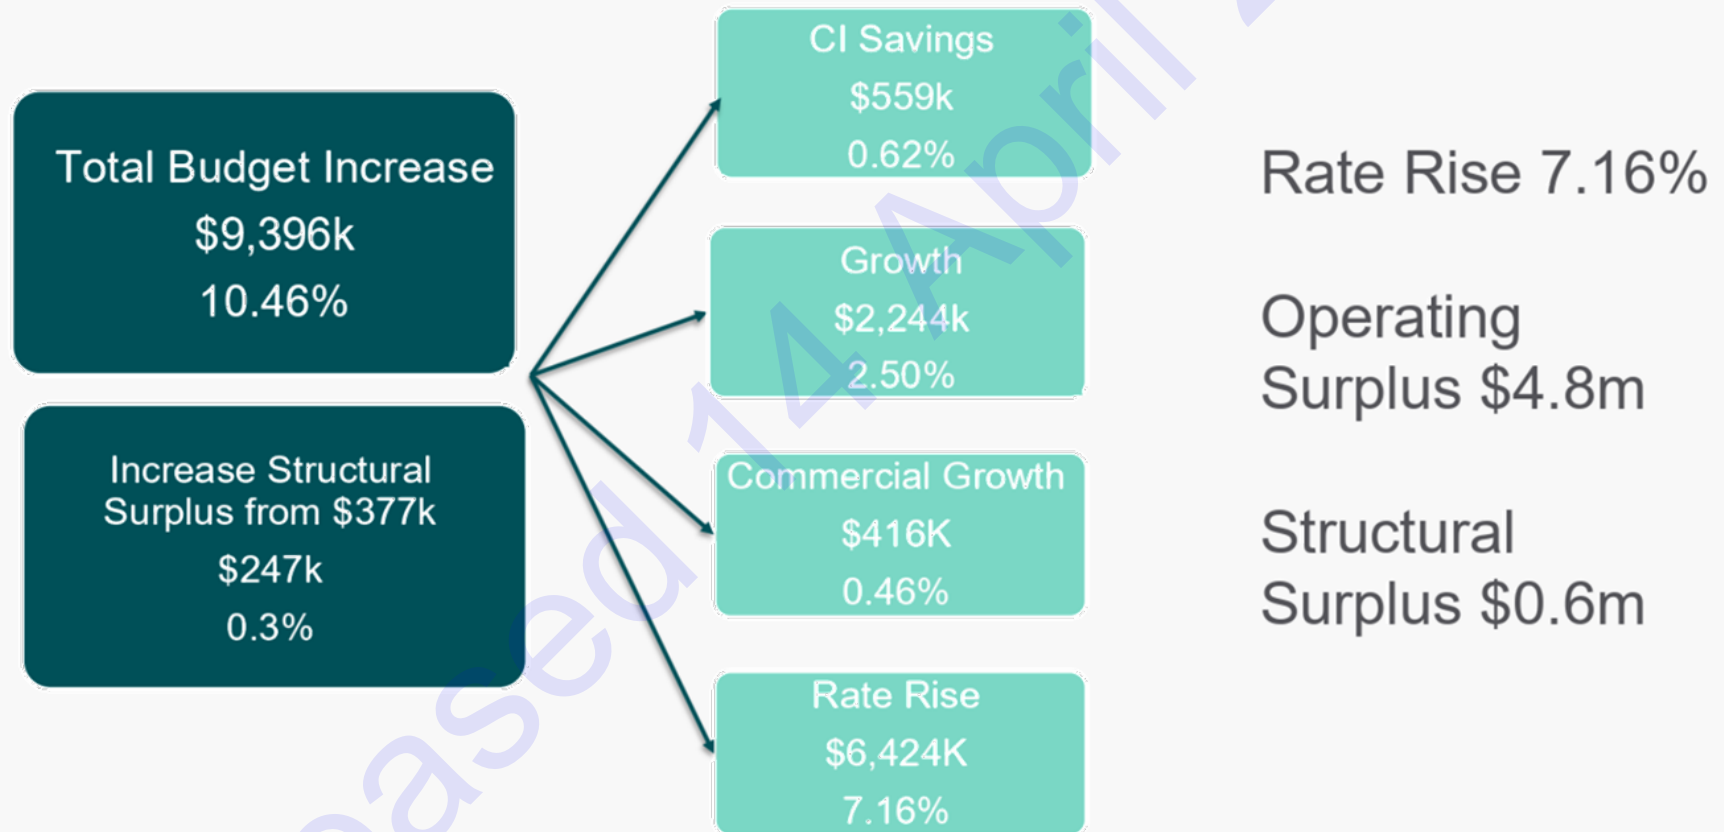 Total Budget Increase
$9,396k
10.46%
Increase Structural
Surplus from $377k
$247k
0.3%
CI Savings
$559k
0.62%
Growth
$2,244k
2.50%
Commercial Growth
$416K
0.46%
Rate Rise
$6,424K
7.16%
Rate Rise 7.16%
Operating
Surplus $4.8m
Structural
Surplus $0.6m
14 April